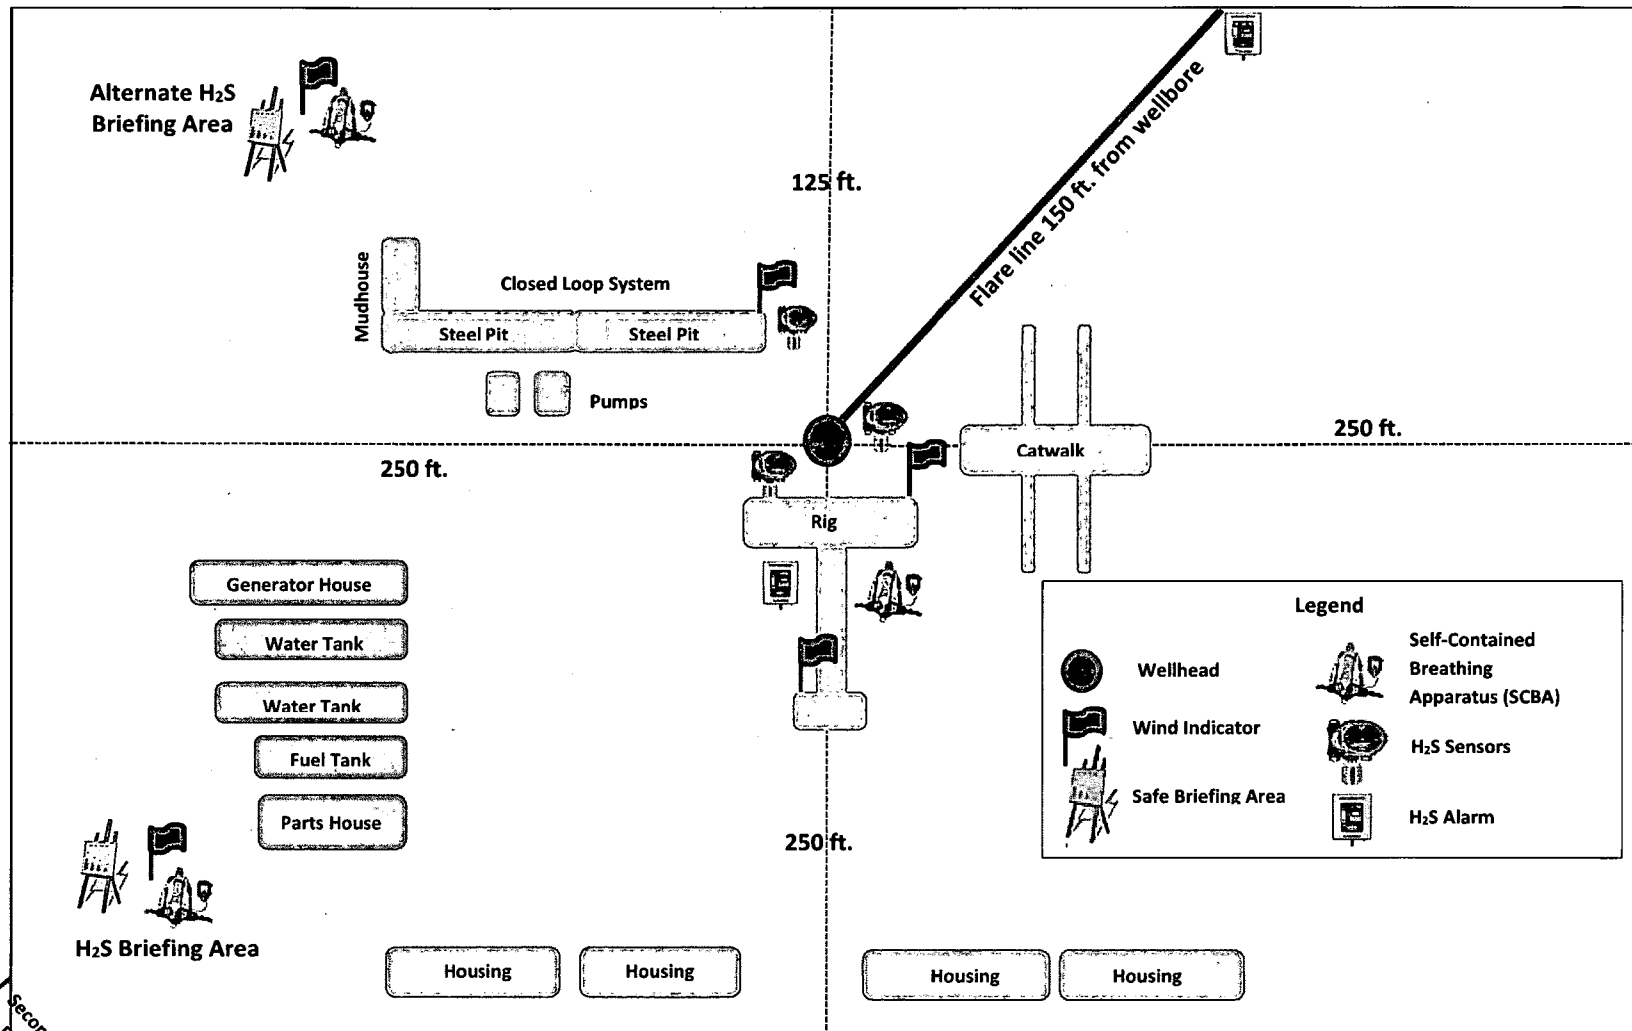 Alternate H₂S
Briefing Area
125 ft.
Flare line 150 ft. from wellbore
Mudhouse
Closed Loop System
Steel Pit
Steel Pit
Pumps
250 ft.
250 ft.
Catwalk
Rig
Generator House
Water Tank
Water Tank
Fuel Tank
Parts House
250 ft.
H₂S Briefing Area
Housing
Housing
Housing
Housing
Legend
Wellhead
Wind Indicator
Safe Briefing Area
Self-Contained
Breathing
Apparatus (SCBA)
H₂S Sensors
H₂S Alarm